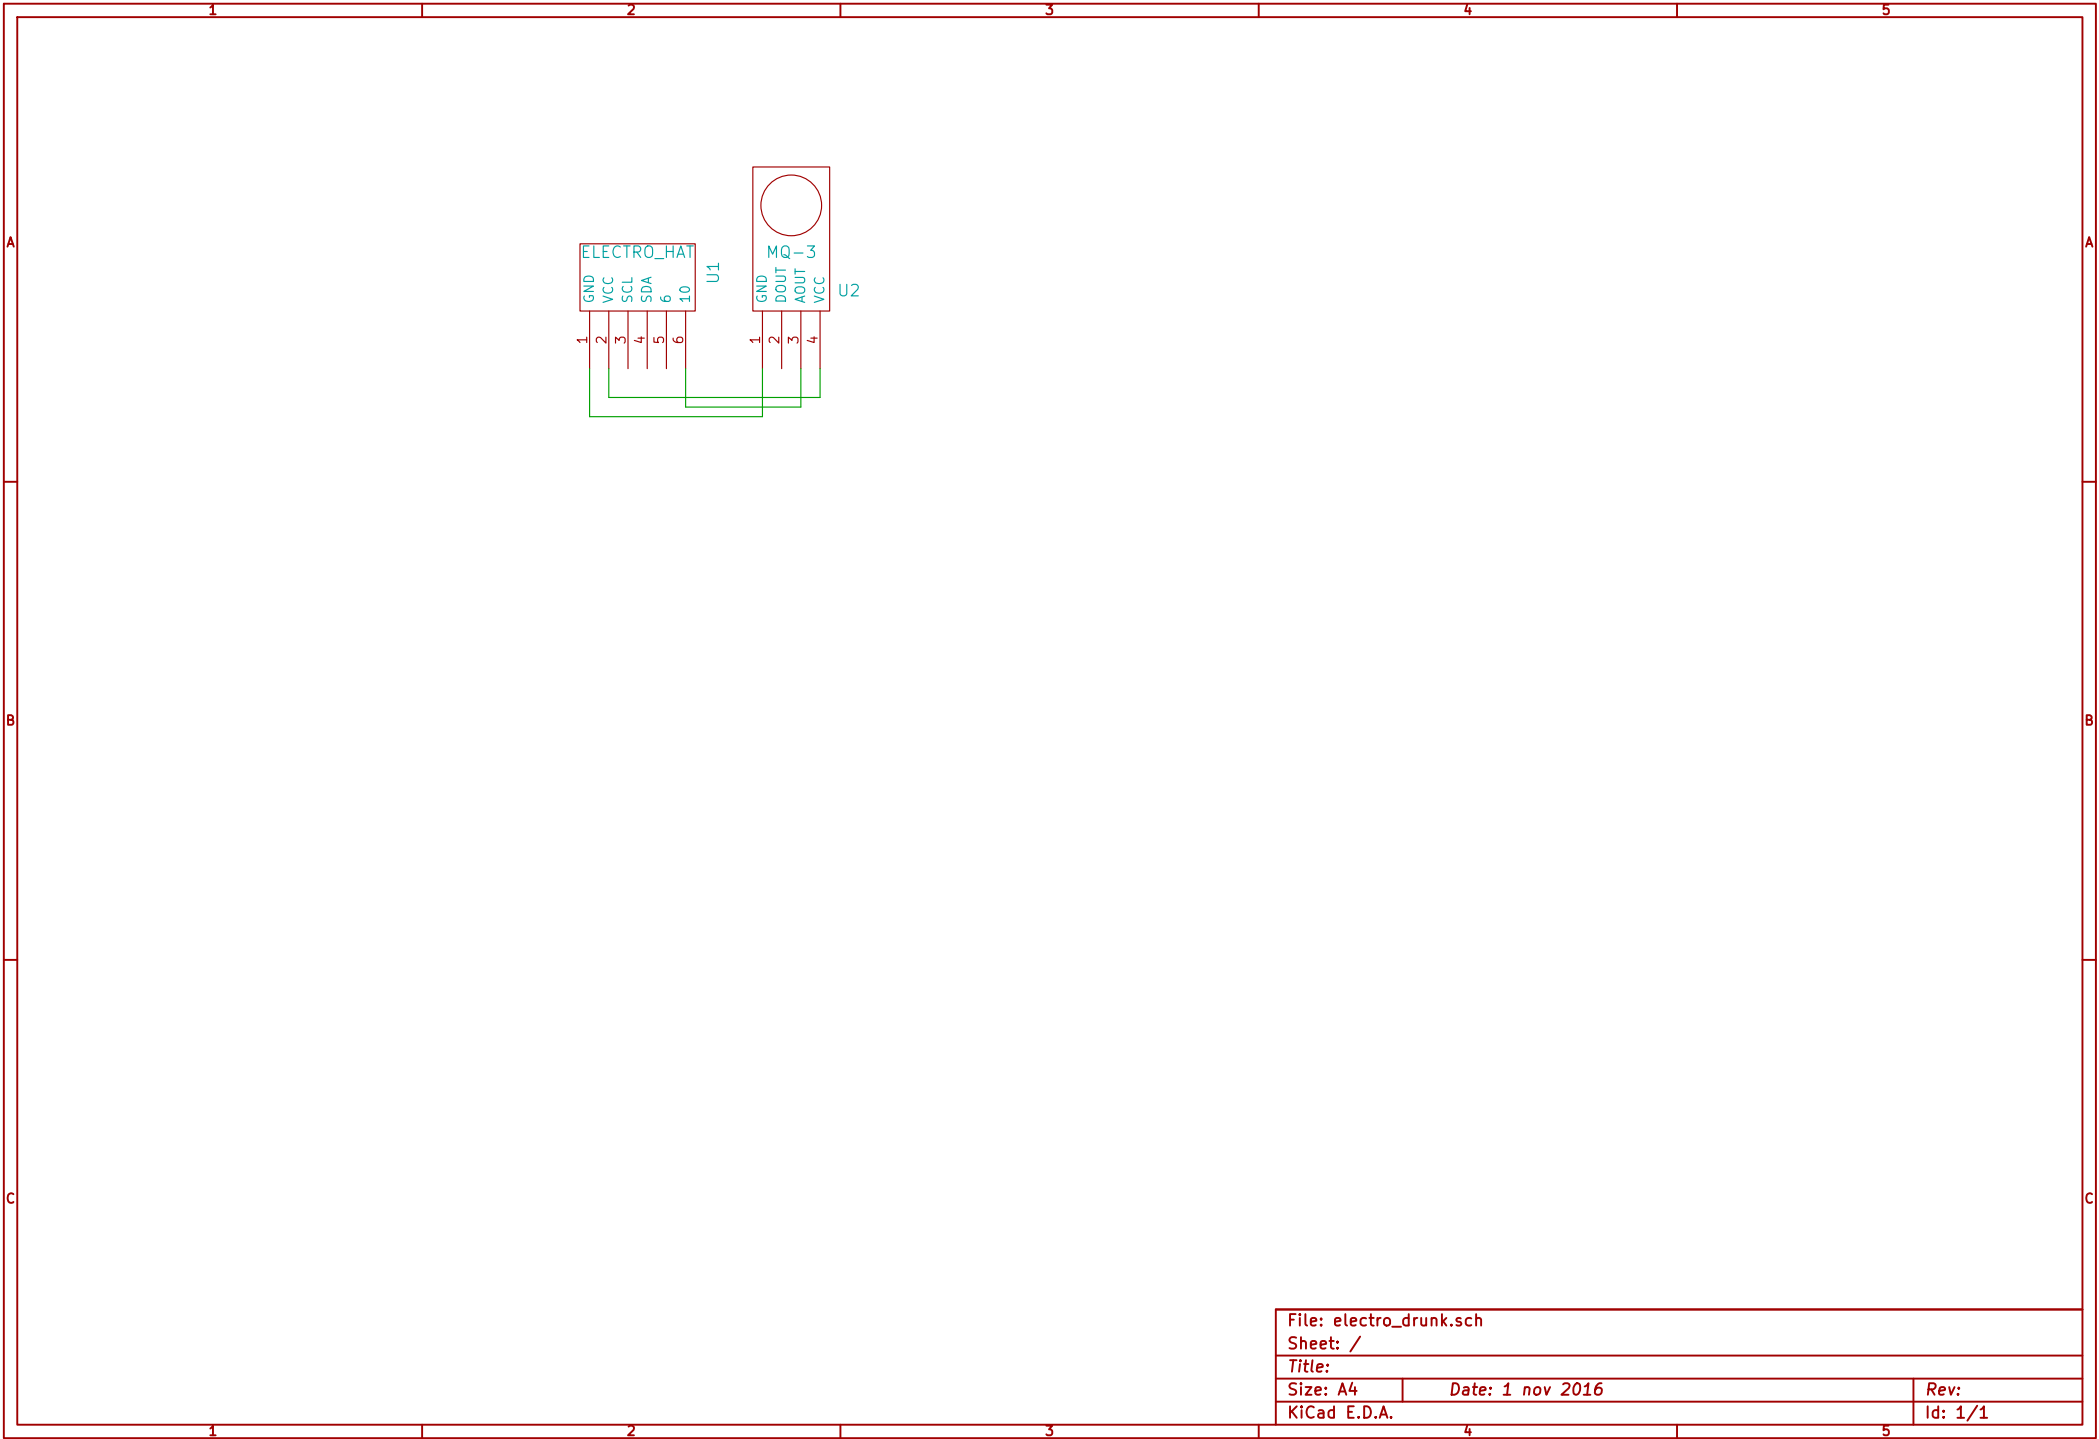 1 2 3 4 5
A A
ELECTRO_HAT
GND
VCC
SCL
SDA
6
10
U1
1
2
3
4
5
6
MQ-3
GND
DOUT
AOUT
VCC
U2
1
2
3
4
B B
C C
File: electro_drunk.sch
Sheet: /
Title:
Size: A4 Date: 1 nov 2016 Rev:
KiCad E.D.A. Id: 1/1
1 2 3 4 5